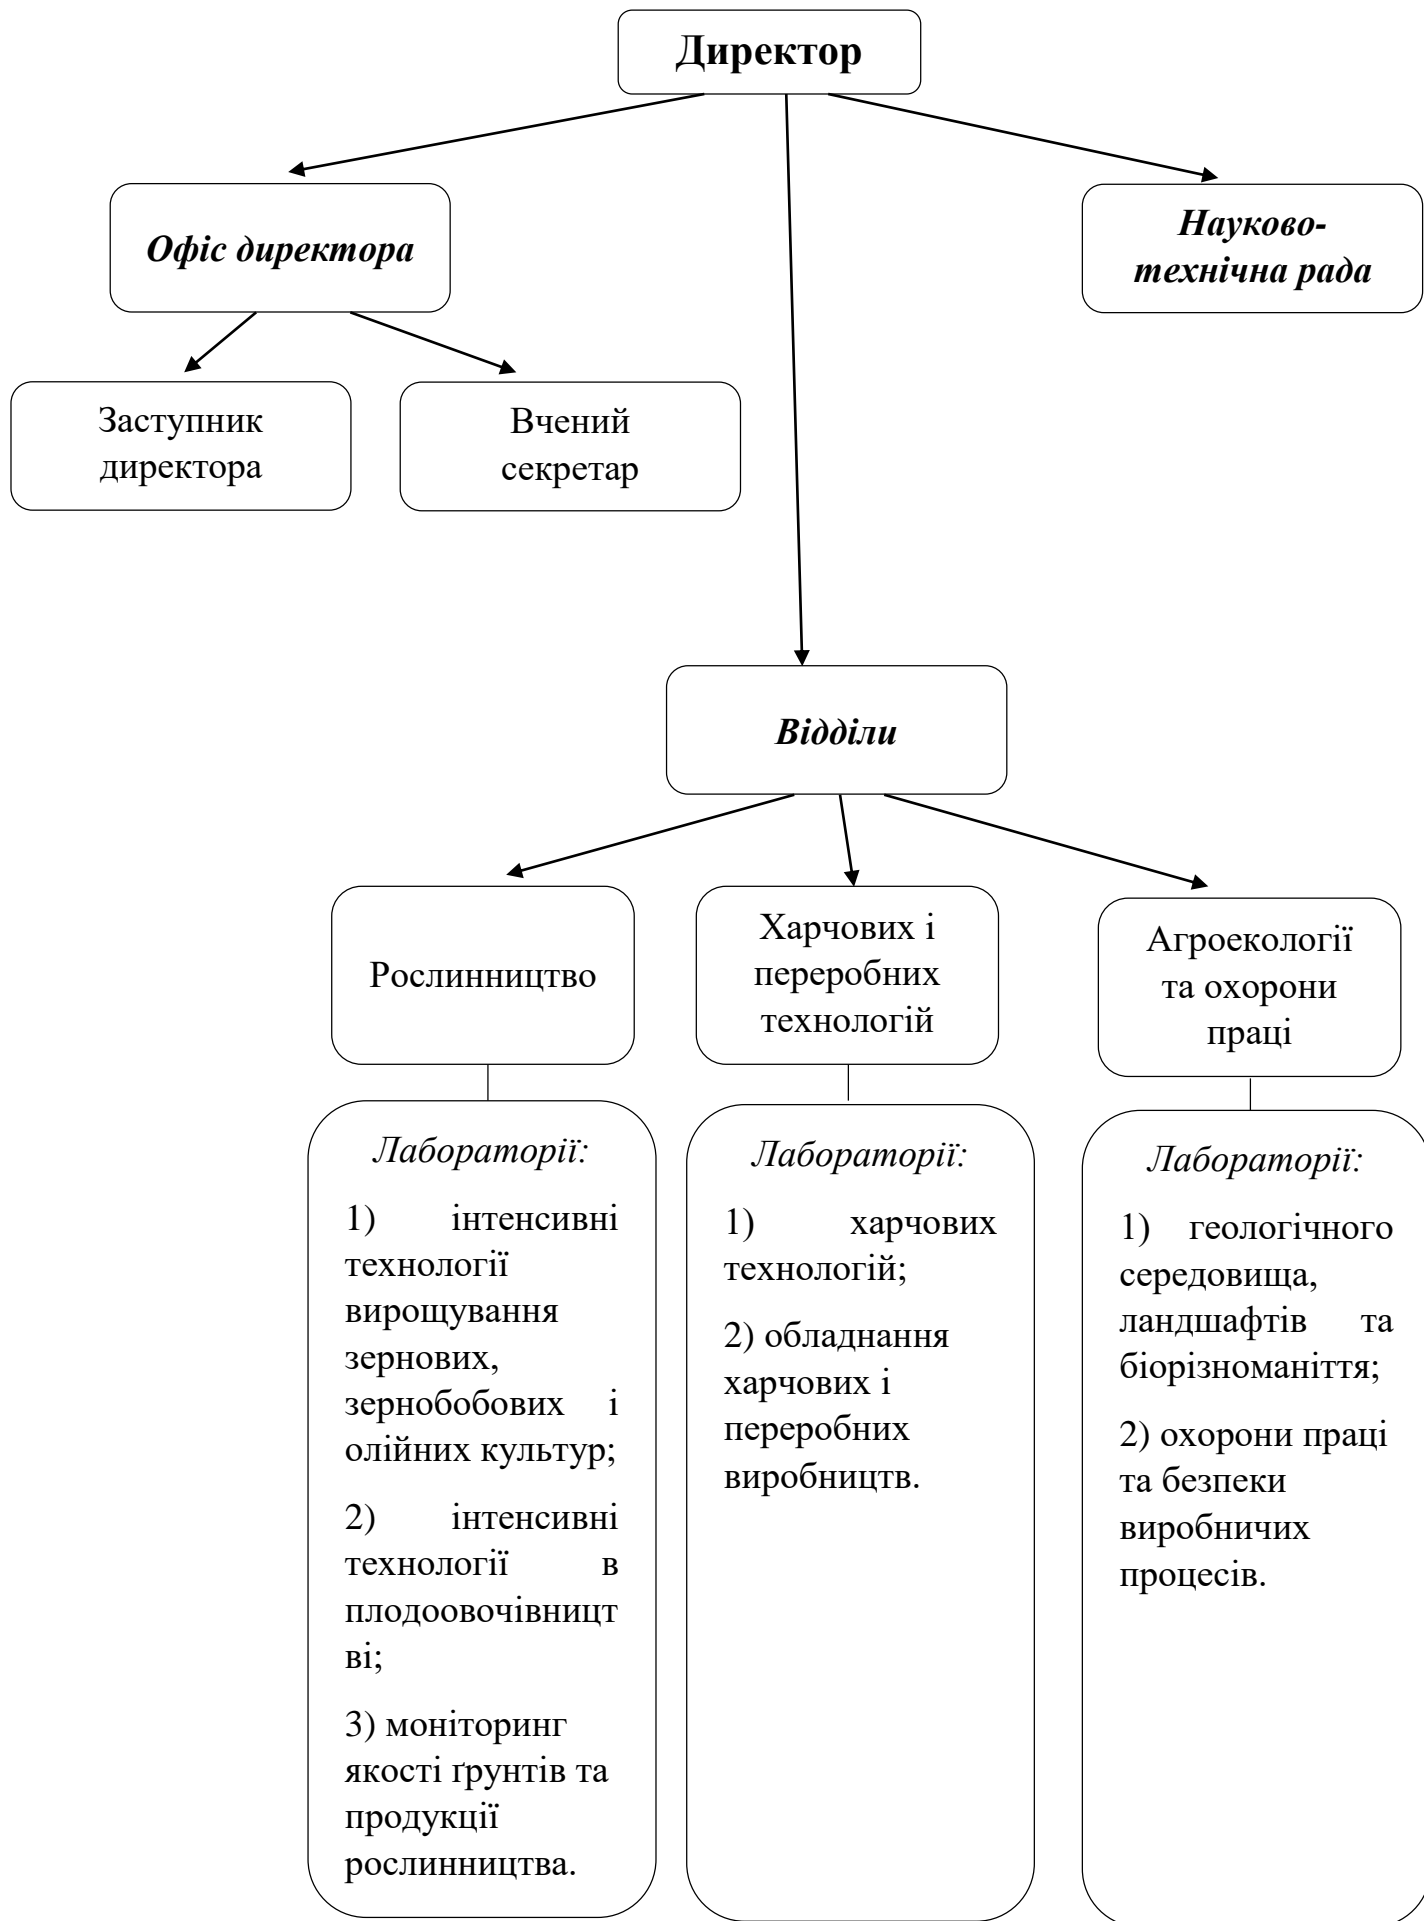 Директор
Офіс директора
Науково-
технічна рада
Заступник
директора
Вчений
секретар
Відділи
Рослинництво
Харчових і
переробних
технологій
Агроекології
та охорони
праці
Лабораторії:
1) інтенсивні
технології
вирощування
зернових,
зернобобових і
олійних культур;
2) інтенсивні
технології в
плодоовочівницт
ві;
3) моніторинг
якості ґрунтів та
продукції
рослинництва.
Лабораторії:
1) харчових
технологій;
2) обладнання
харчових і
переробних
виробництв.
Лабораторії:
1) геологічного
середовища,
ландшафтів та
біорізноманіття;
2) охорони праці
та безпеки
виробничих
процесів.